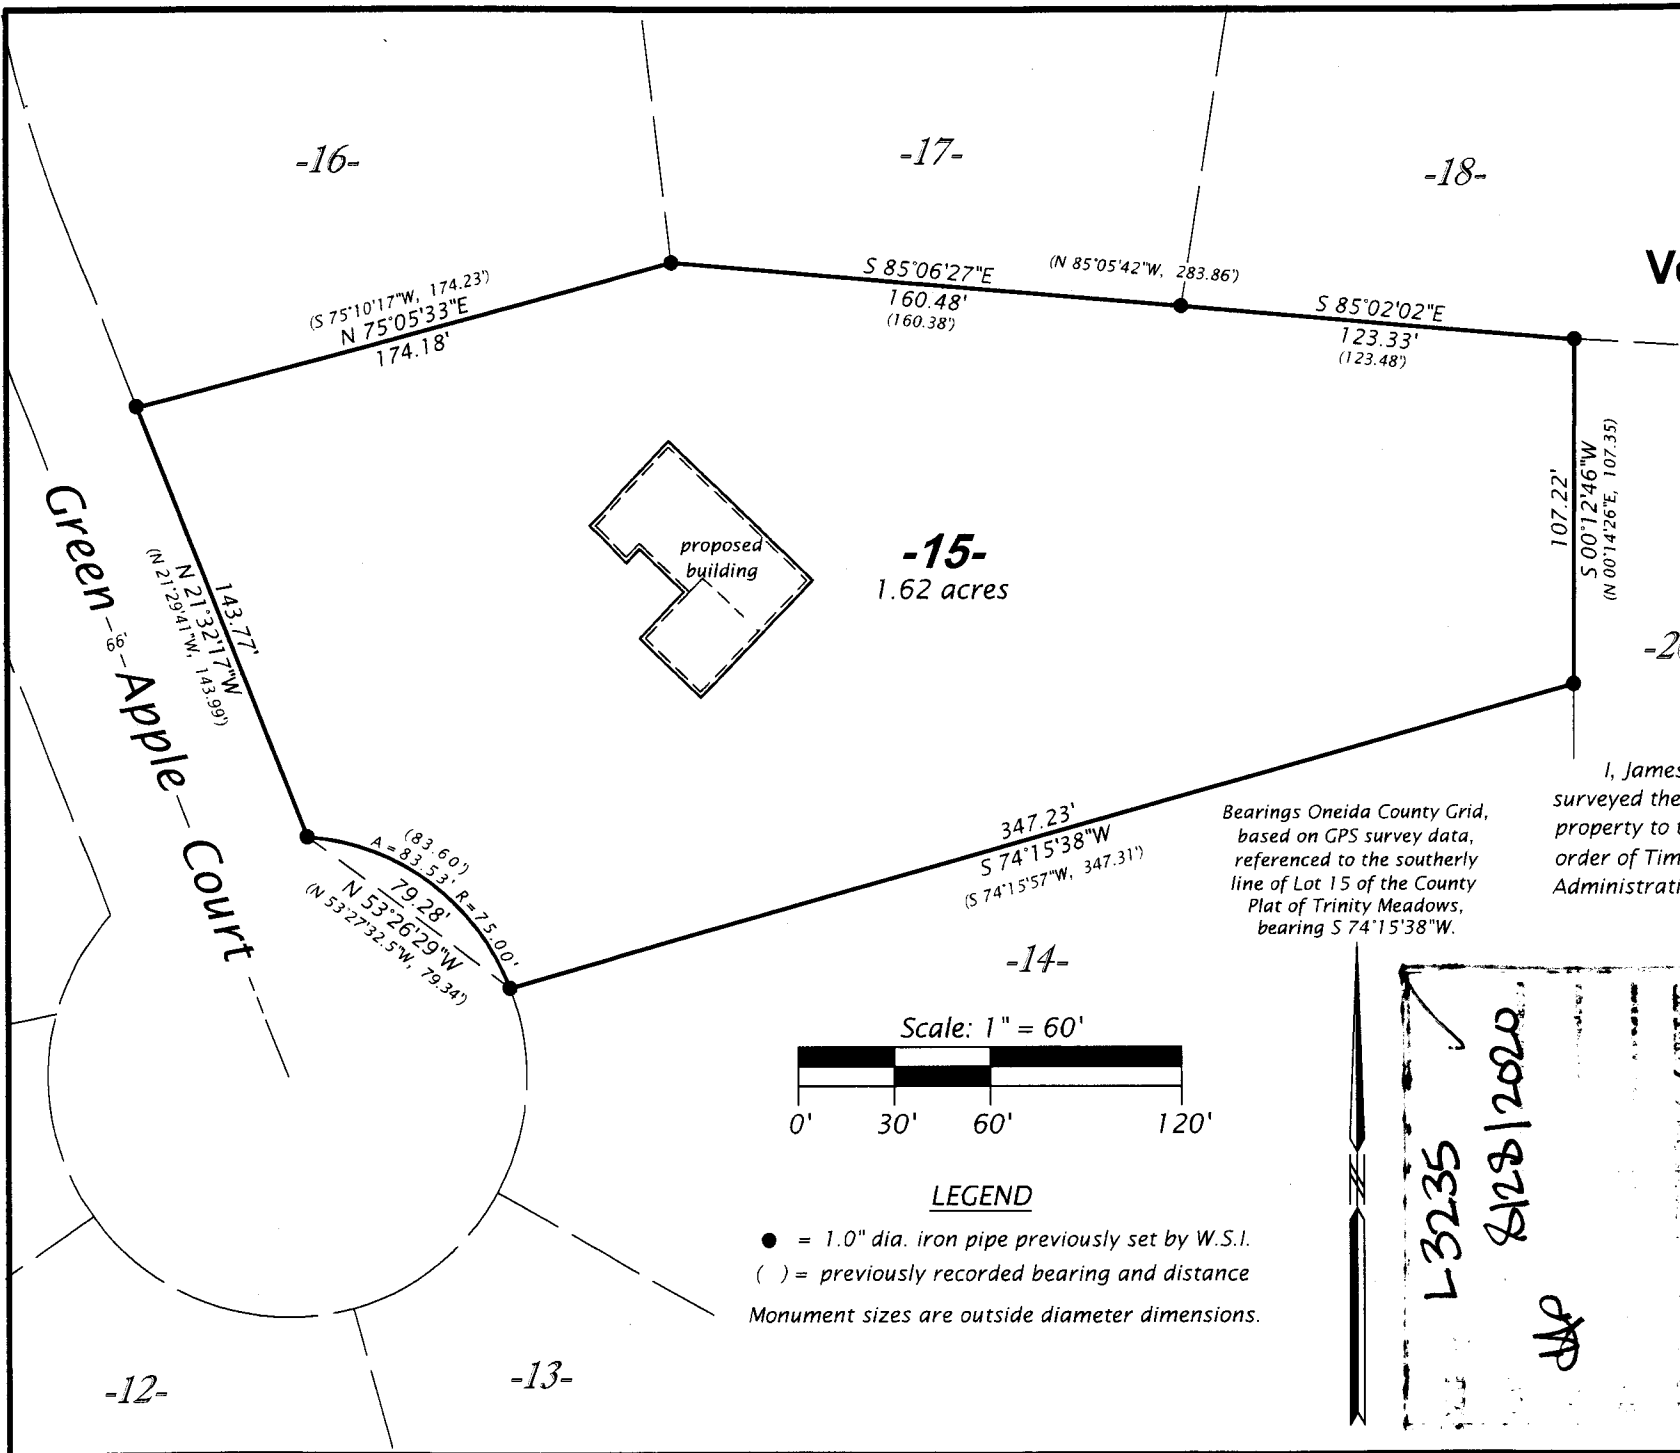 -16-
-17-
-18-
(S 75°10'17"W, 174.23')
N 75°05'33"E
174.18'
S 85°06'27"E
160.48'
(160.38')
(N 85°05'42"W, 283.86')
S 85°02'02"E
123.33'
(123.48')
107.22'
S 00°12'46"W
(N 00°14'26"E, 107.35)
proposed
building
-15-
1.62 acres
Green Apple Court
66'
143.77'
N 21°32'17"W
(N 21°29'41"W, 143.99')
(83.60')
A = 83.53' R=75.00'
79.28'
N 53°26'29"W
(N 53°27'32.5"W, 79.34')
347.23'
S 74°15'38"W
(S 74°15'57"W, 347.31')
-14-
Bearings Oneida County Grid,
based on GPS survey data,
referenced to the southerly
line of Lot 15 of the County
Plat of Trinity Meadows,
bearing S 74°15'38"W.
I, James
surveyed the
property to
order of Tim
Scale: 1" = 60'
0' 30' 60' 120'
LEGEND
● = 1.0" dia. iron pipe previously set by W.S.I.
( ) = previously recorded bearing and distance
Monument sizes are outside diameter dimensions.
N
L-3235
8/28/2020
-12-
-13-